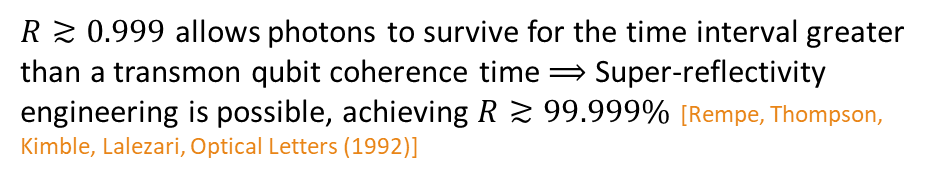 R ≳ 0.999 allows photons to survive for the time interval greater
than a transmon qubit coherence time ⟹ Super-reflectivity
engineering is possible, achieving R ≳ 99.999% [Rempe, Thompson,
Kimble, Lalezari, Optical Letters (1992)]